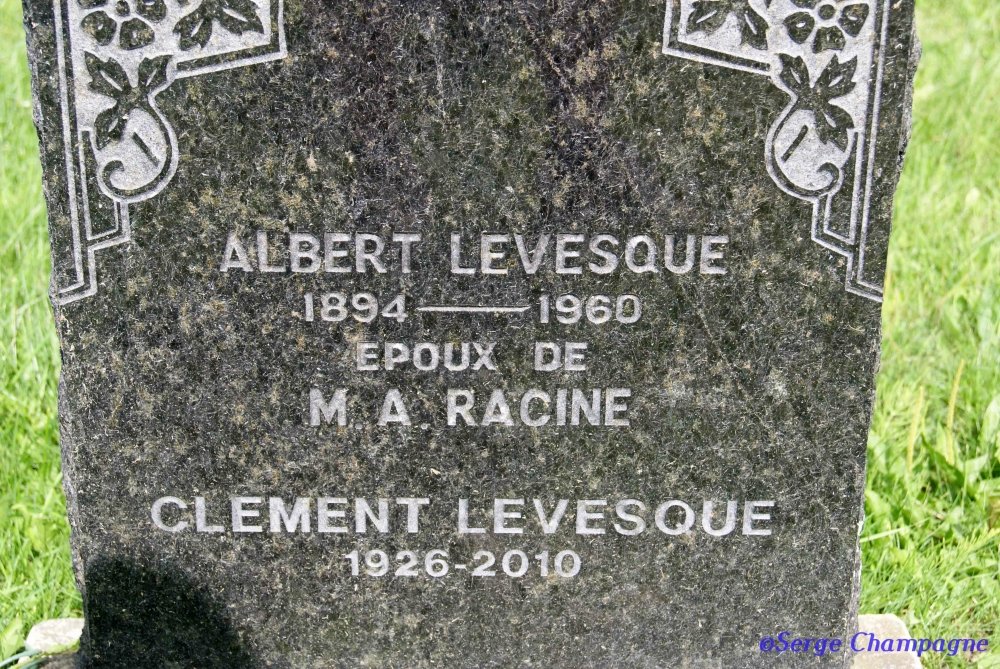 ALBERT LEVESQUE
1894 — 1960
EPOUX DE
M. A. RACINE
CLEMENT LEVESQUE
1926-2010
©Serge Champagne